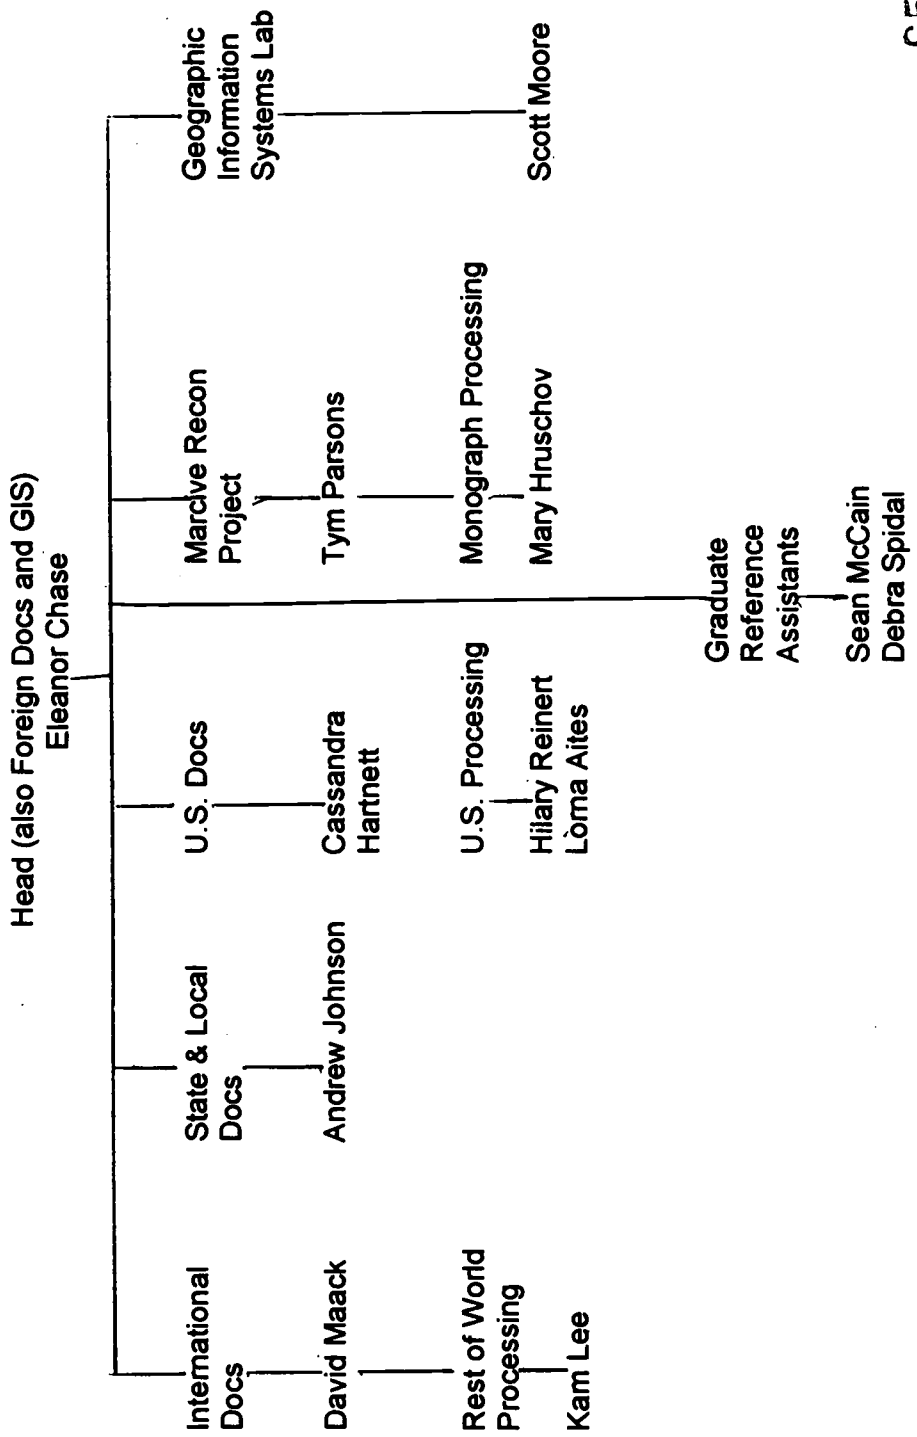 Head (also Foreign Docs and GIS)
Eleanor Chase
International
Docs
David Maack
Rest of World
Processing
Kam Lee
State & Local
Docs
Andrew Johnson
U.S. Docs
Cassandra
Hartnett
U.S. Processing
Hilary Reinert
Lorna Aites
Graduate
Reference
Assistants
Sean McCain
Debra Spidal
Marcive Recon
Project
Tym Parsons
Monograph Processing
Mary Hruschov
Geographic
Information
Systems Lab
Scott Moore